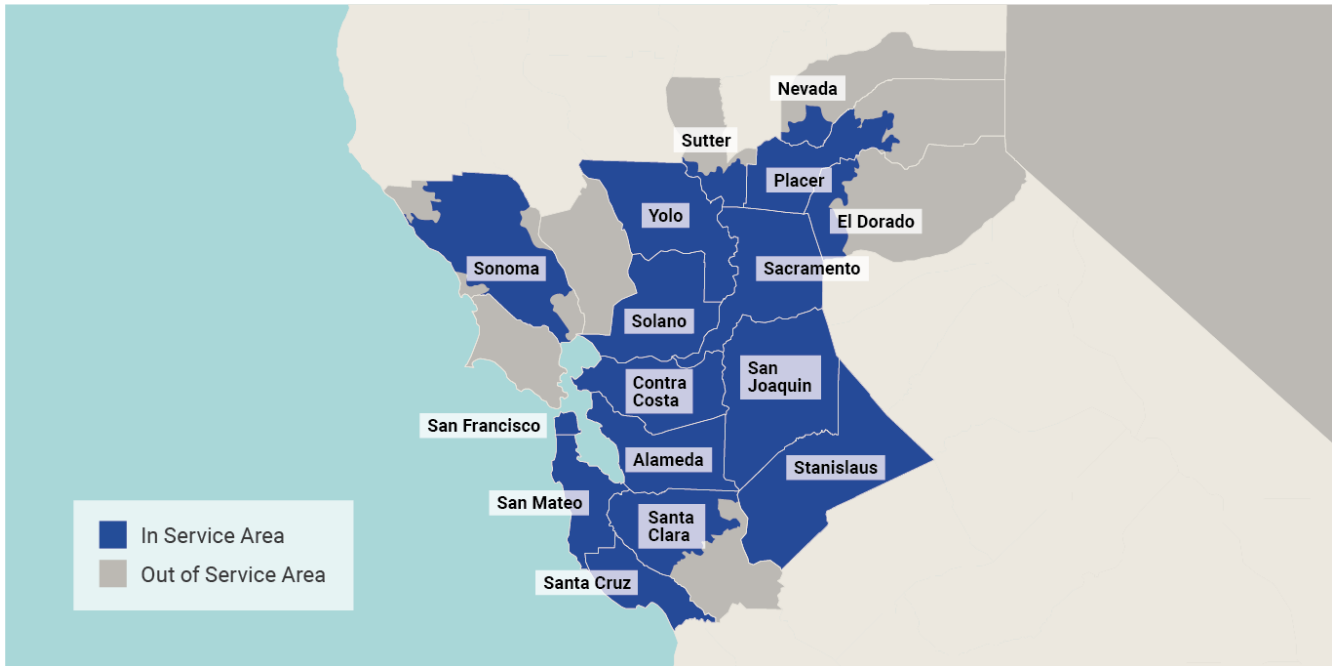 Nevada
Sutter
Placer
Yolo
El Dorado
Sonoma
Sacramento
Solano
San
Joaquin
Contra
Costa
San Francisco
Alameda
Stanislaus
San Mateo
Santa
Clara
Santa Cruz
In Service Area
Out of Service Area